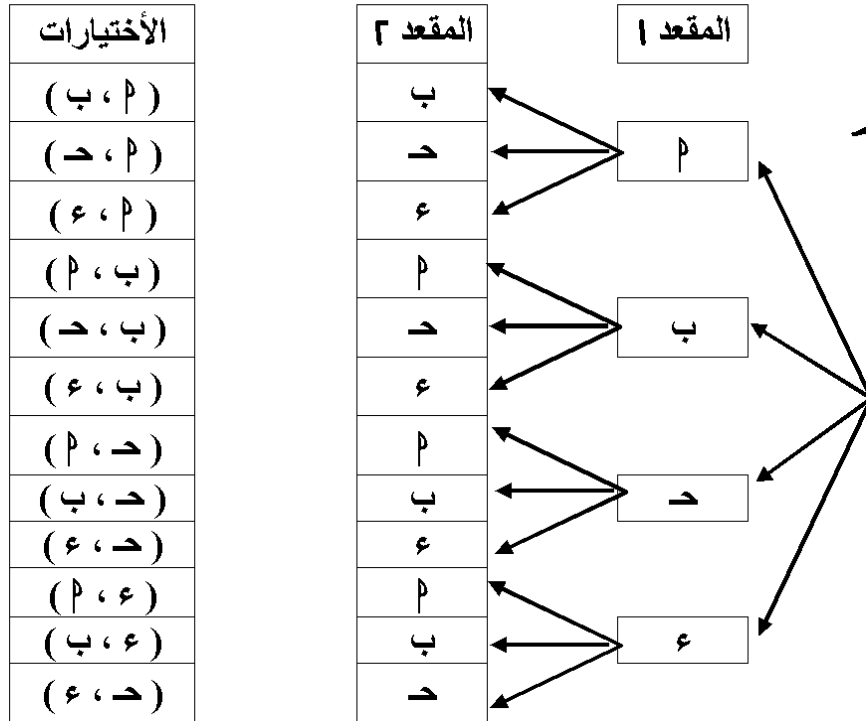 المقعد ١ المقعد ٢ الأختيارات
ب ( أ ، ب )
أ حـ ( أ ، حـ )
ء ( أ ، ء )
أ ( ب ، أ )
ب حـ ( ب ، حـ )
ء ( ب ، ء )
أ ( حـ ، أ )
حـ ب ( حـ ، ب )
ء ( حـ ، ء )
أ ( ء ، أ )
ء ب ( ء ، ب )
حـ ( حـ ، ء )